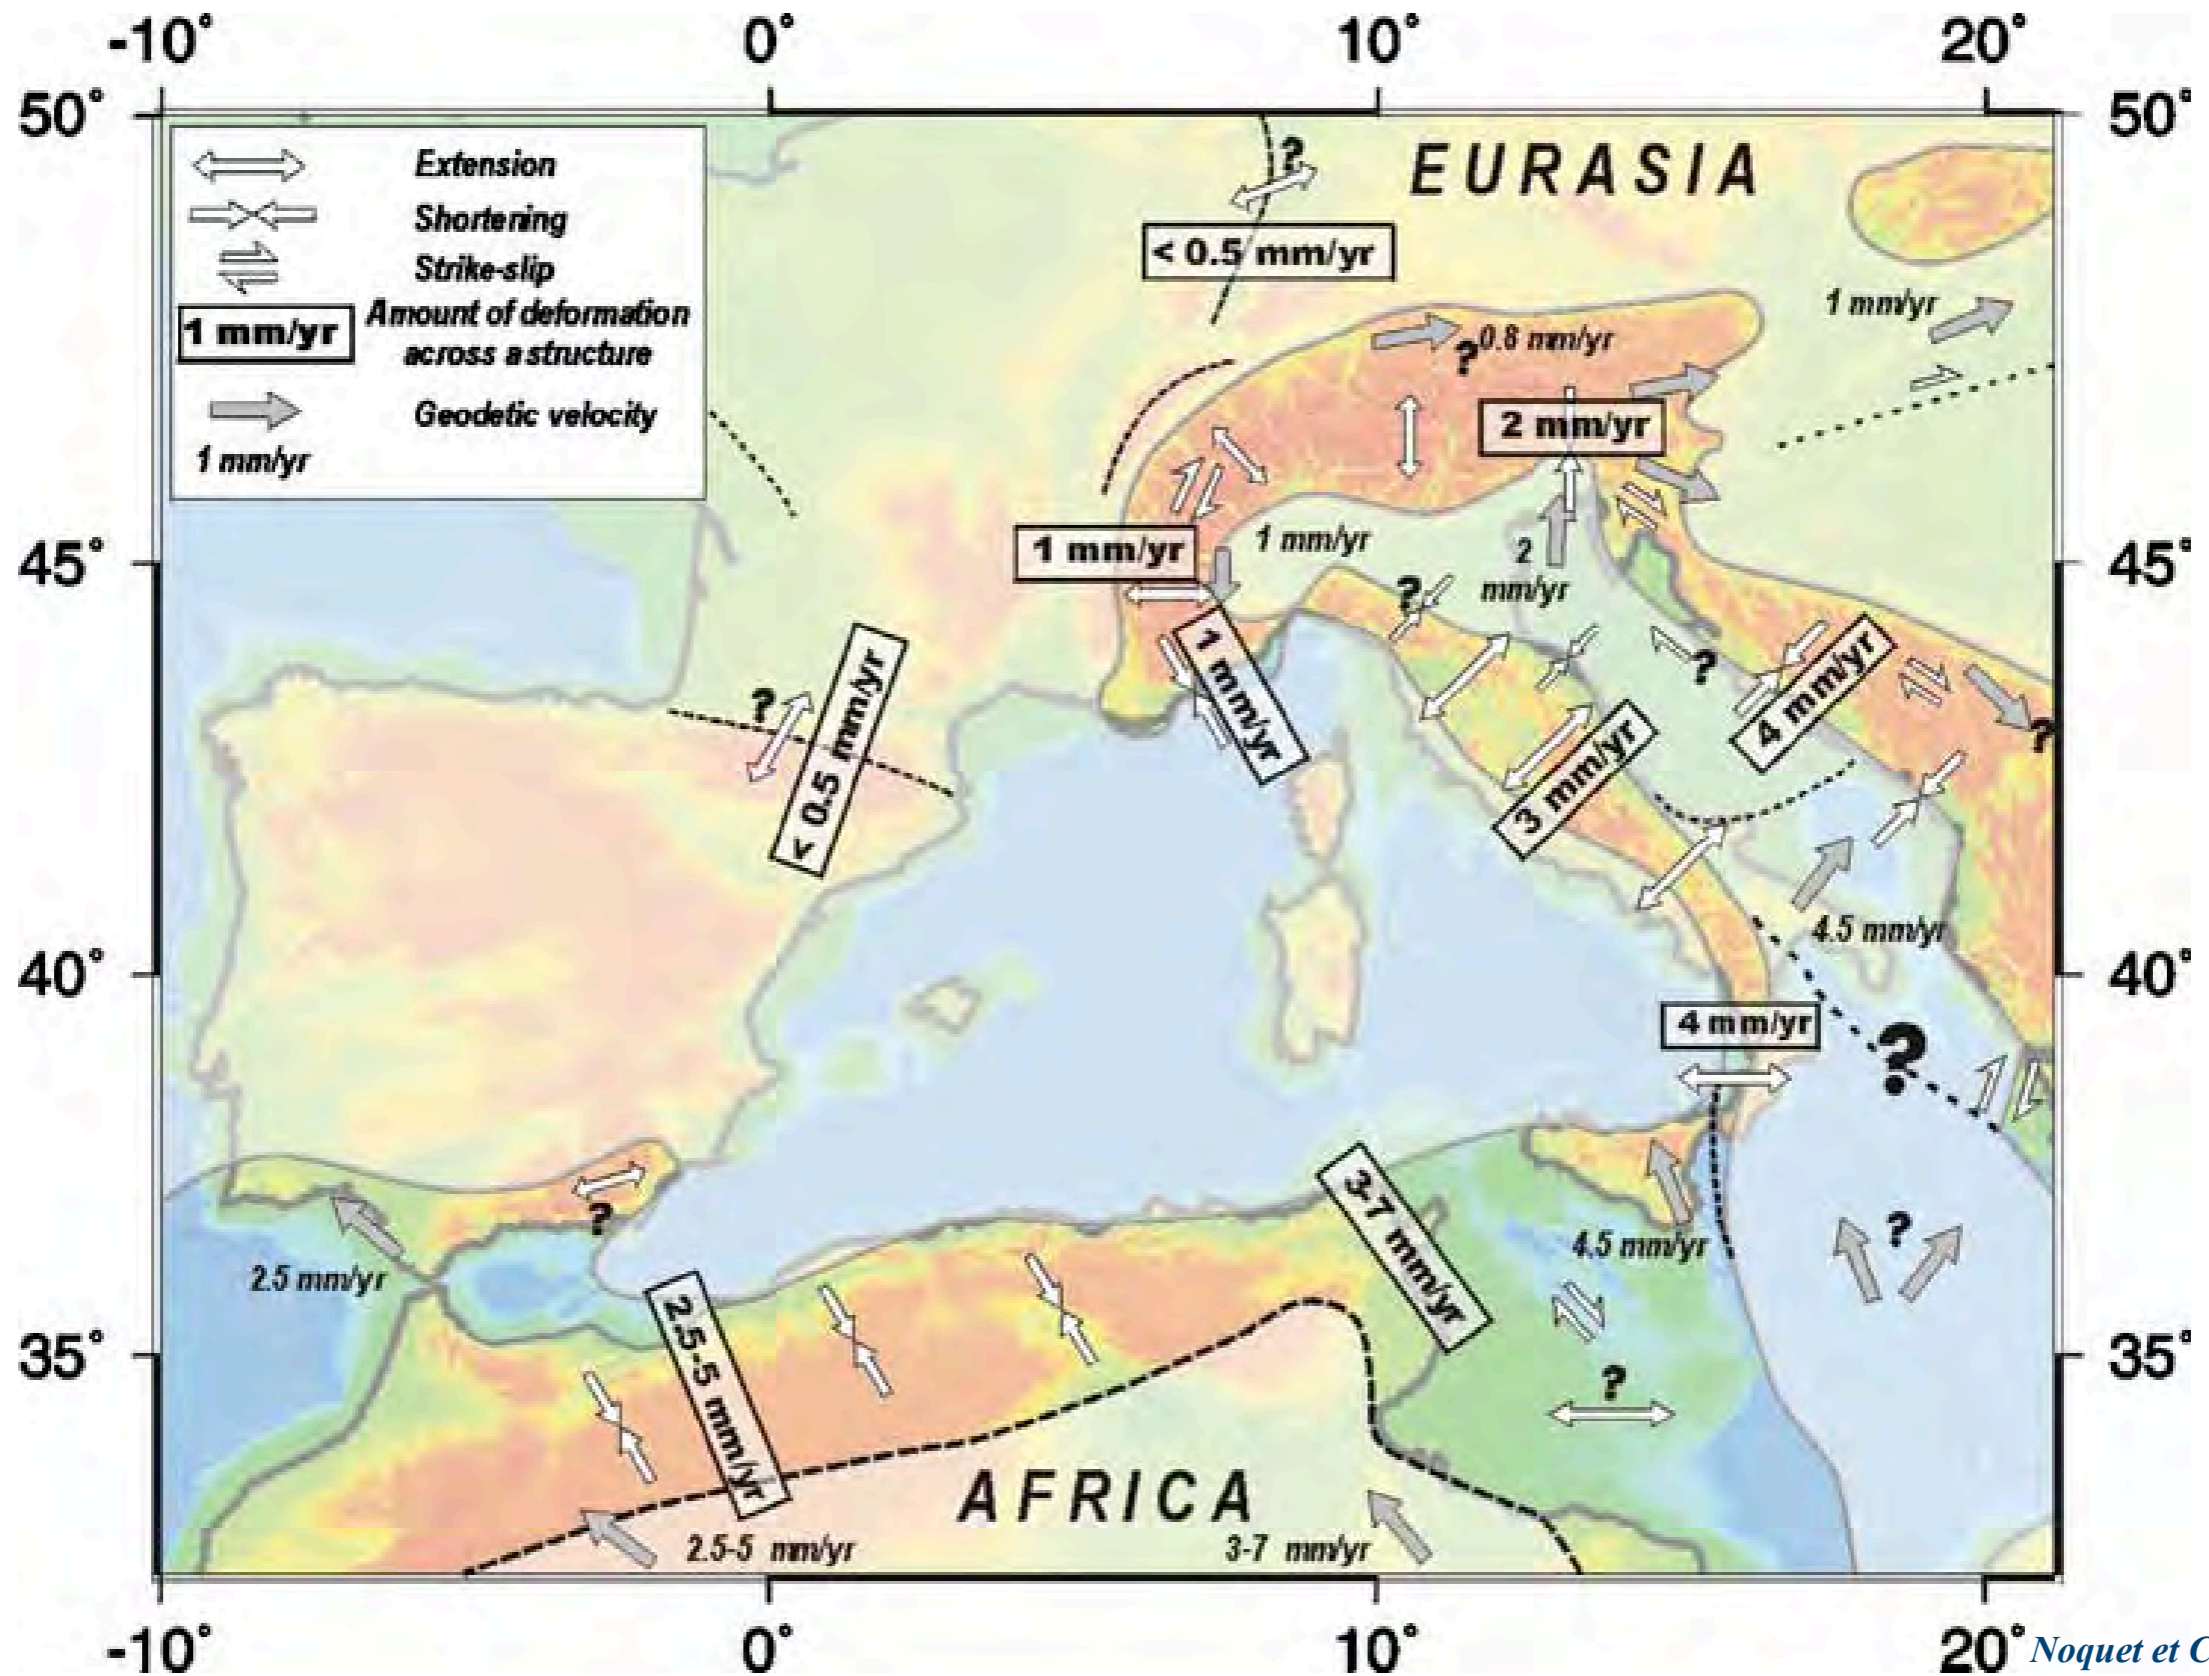 -10° 0° 10° 20°
50° 50°
Extension
Shortening
Strike-slip
1 mm/yr Amount of deformation
across a structure
Geodetic velocity
1 mm/yr
?
EURASIA
< 0.5 mm/yr
1 mm/yr
0.8 mm/yr
?
2 mm/yr
45° 45°
1 mm/yr
1 mm/yr
2
mm/yr
?
1 mm/yr
?
< 0.5 mm/yr
?
4 mm/yr
3 mm/yr
?
4.5 mm/yr
40° 40°
4 mm/yr
?
?
2.5 mm/yr
3-7 mm/yr
4.5 mm/yr
?
2.5-5 mm/yr
35° 35°
?
AFRICA
2.5-5 mm/yr
3-7 mm/yr
-10° 0° 10° 20°
Noquet et C